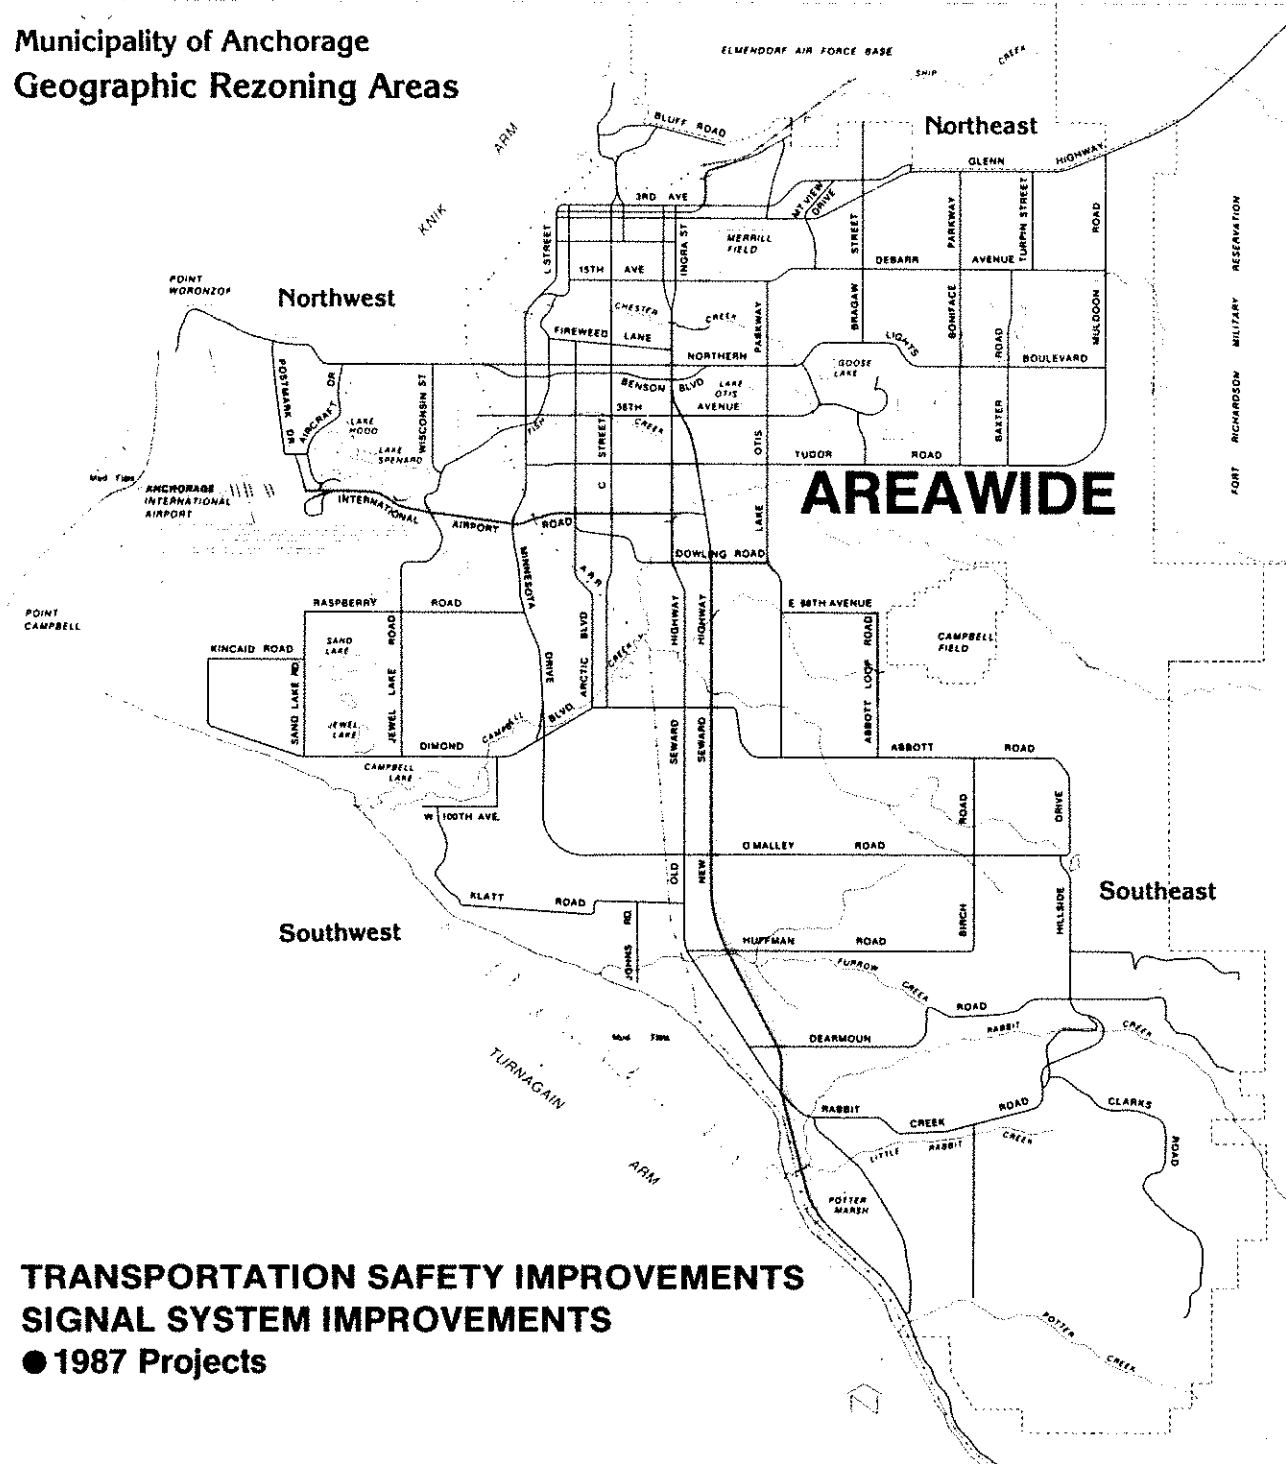 Municipality of Anchorage
Geographic Rezoning Areas
ELMENDORF AIR FORCE BASE
SHIP
CREEK
KNIK
ARM
BLUFF ROAD
Northeast
GLENN
HIGHWAY
3RD AVE
MT VIEW
DRIVE
L STREET
INGRA ST
MERRILL
FIELD
STREET
BRAGAW
PARKWAY
BONIFACE
TURPIN STREET
ROAD
MULDOON
DEBARR
AVENUE
15TH AVE
FORT RICHARDSON MILITARY RESERVATION
POINT
WORONZOF
Northwest
CHESTER
CREEK
FIREWEED LANE
PARKWAY
OTIS
LAKE
NORTHERN
LIGHTS
BOULEVARD
GOOSE
LAKE
ROAD
BAXTER
POSTMARK DR
AIRCRAFT
DR
WISCONSIN ST
LAKE
HOOD
LAKE
SPENARD
BENSON BLVD
LAKE
OTIS
36TH AVENUE
FISH
CREEK
C STREET
TUDOR
ROAD
Mud Flats
ANCHORAGE
INTERNATIONAL
AIRPORT
AREAWIDE
INTERNATIONAL
AIRPORT
ROAD
DOWLING ROAD
MINNESOTA
DRIVE
ARR
POINT
CAMPBELL
RASPBERRY
ROAD
KINCAID ROAD
SAND
LAKE
SAND LAKE RD
JEWEL LAKE ROAD
JEWEL
LAKE
ARCTIC BLVD
CREEK
HIGHWAY
SEWARD
OLD
HIGHWAY
SEWARD
NEW
E 68TH AVENUE
ABBOTT LOOP ROAD
CAMPBELL
FIELD
DIMOND
BLVD
CAMPBELL
CAMPBELL
LAKE
ABBOTT
ROAD
W 100TH AVE.
O'MALLEY
ROAD
ROAD
BIRCH
DRIVE
HILLSIDE
Southeast
KLATT
ROAD
Southwest
JOHNS RD.
HUFFMAN
ROAD
FURROW
CREEK
ROAD
DEARMOUN
RABBIT
CREEK
Mud Flats
TURNAGAIN
ARM
RABBIT
CREEK
ROAD
CLARKS
ROAD
LITTLE RABBIT CREEK
POTTER
MARSH
POTTER
CREEK
TRANSPORTATION SAFETY IMPROVEMENTS
SIGNAL SYSTEM IMPROVEMENTS
● 1987 Projects